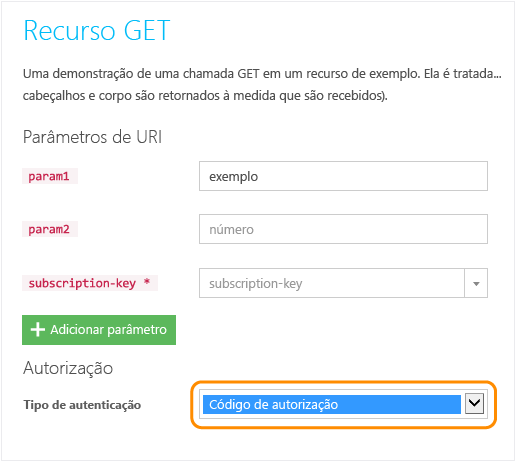 Recurso GET
Uma demonstração de uma chamada GET em um recurso de exemplo. Ela é tratada...
cabeçalhos e corpo são retornados à medida que são recebidos).
Parâmetros de URI
param1 exemplo
param2 número
subscription-key * subscription-key
Adicionar parâmetro
Autorização
Tipo de autenticação Código de autorização